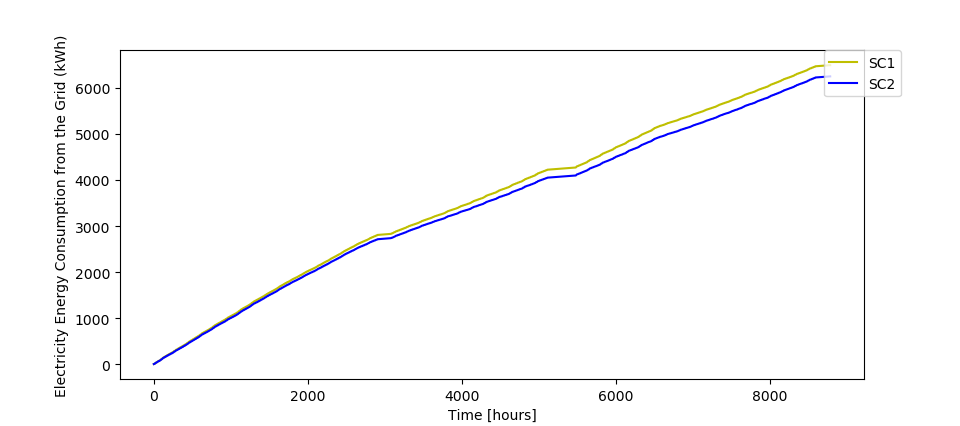 Electricity Energy Consumption from the Grid (kWh)
6000
5000
4000
3000
2000
1000
0
0 2000 4000 6000 8000
Time [hours]
SC1
SC2